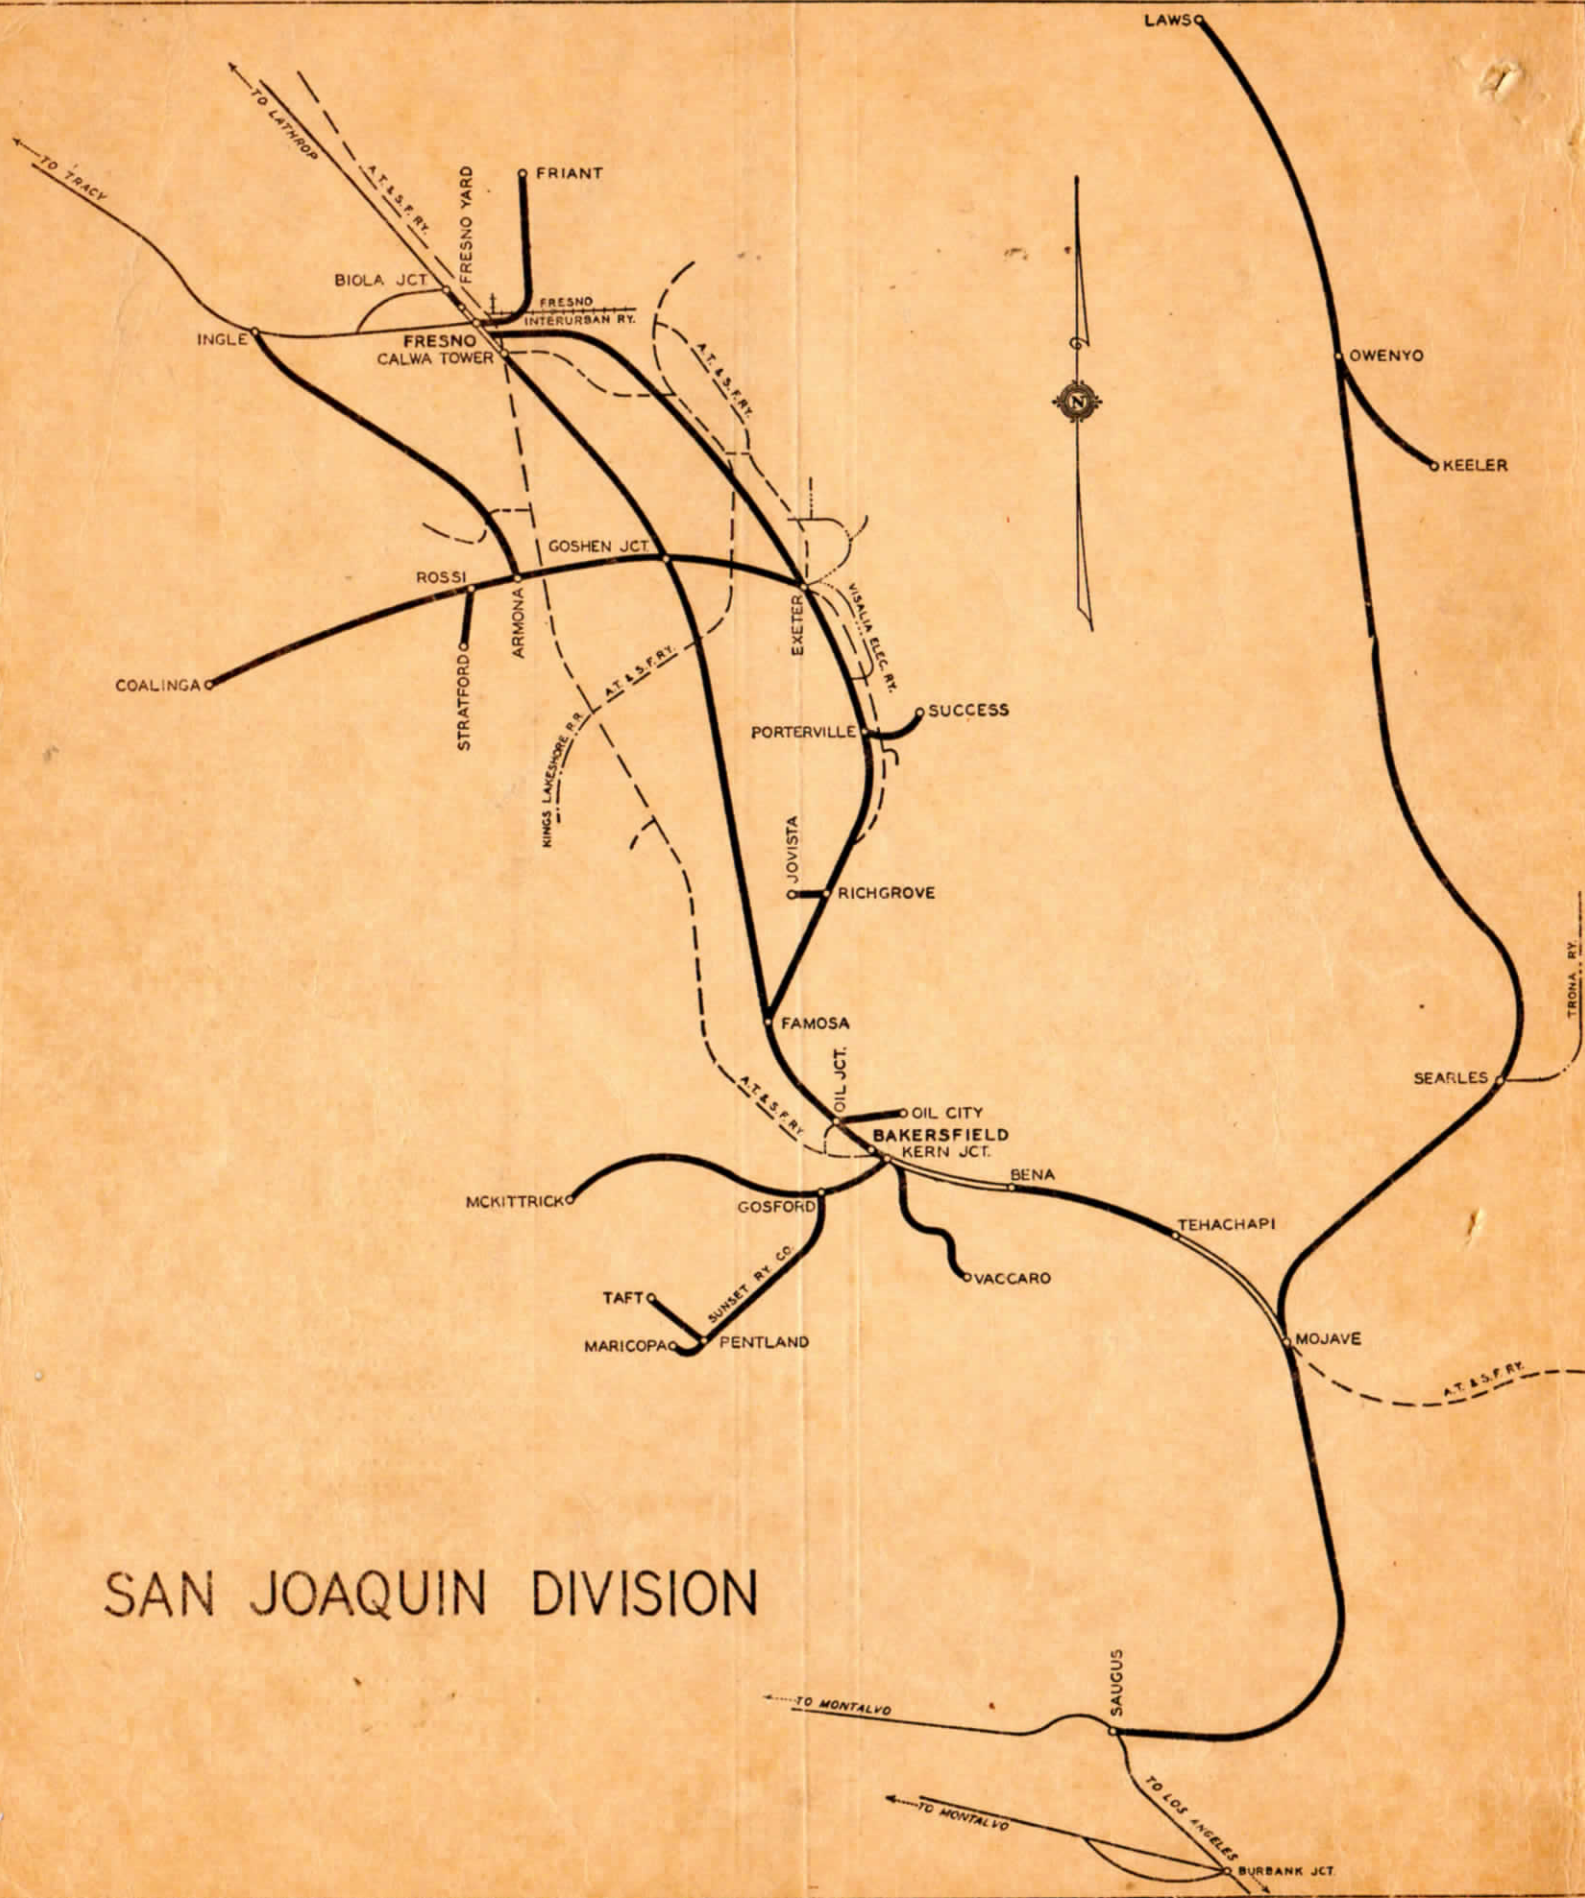 LAWS
TO LATHROP
TO TRACY
A.T. & S.F. RY.
FRESNO YARD
FRIANT
BIOLA JCT.
FRESNO
INTERURBAN RY.
INGLE
FRESNO
CALWA TOWER
A.T. & S.F. RY.
OWENYO
N
KEELER
GOSHEN JCT.
ROSSI
ARMONA
EXETER
VISALIA ELEC. RY.
COALINGA
STRATFORD
A.T. & S.F. RY.
KINGS LAKESHORE R.R.
SUCCESS
PORTERVILLE
JOVISTA
RICHGROVE
TRONA RY.
FAMOSA
OIL JCT.
SEARLES
A.T. & S.F. RY.
OIL CITY
BAKERSFIELD
KERN JCT.
BENA
MCKITTRICK
GOSFORD
TEHACHAPI
VACCARO
SUNSET RY. CO.
TAFT
MARICOPA
PENTLAND
MOJAVE
A.T. & S.F. RY.
SAN JOAQUIN DIVISION
SAUGUS
TO MONTALVO
TO LOS ANGELES
TO MONTALVO
BURBANK JCT.